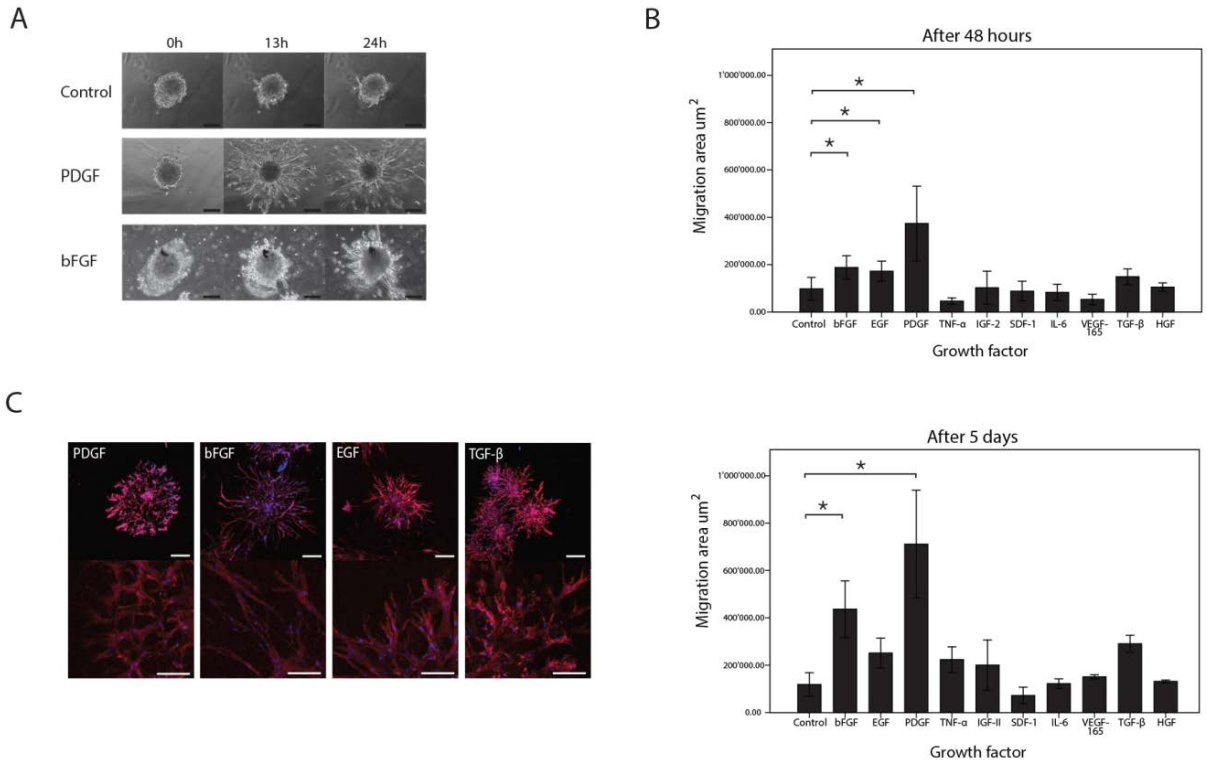 A
0h 13h 24h
Control
PDGF
bFGF
B
After 48 hours
Migration area um²
1'000'000.00
800'000.00
600'000.00
400'000.00
200'000.00
0.00
* * *
Control bFGF EGF PDGF TNF-α IGF-2 SDF-1 IL-6 VEGF-165 TGF-β HGF
Growth factor
C
PDGF bFGF EGF TGF-β
After 5 days
Migration area um²
1'000'000.00
800'000.00
600'000.00
400'000.00
200'000.00
0.00
* *
Control bFGF EGF PDGF TNF-α IGF-II SDF-1 IL-6 VEGF-165 TGF-β HGF
Growth factor